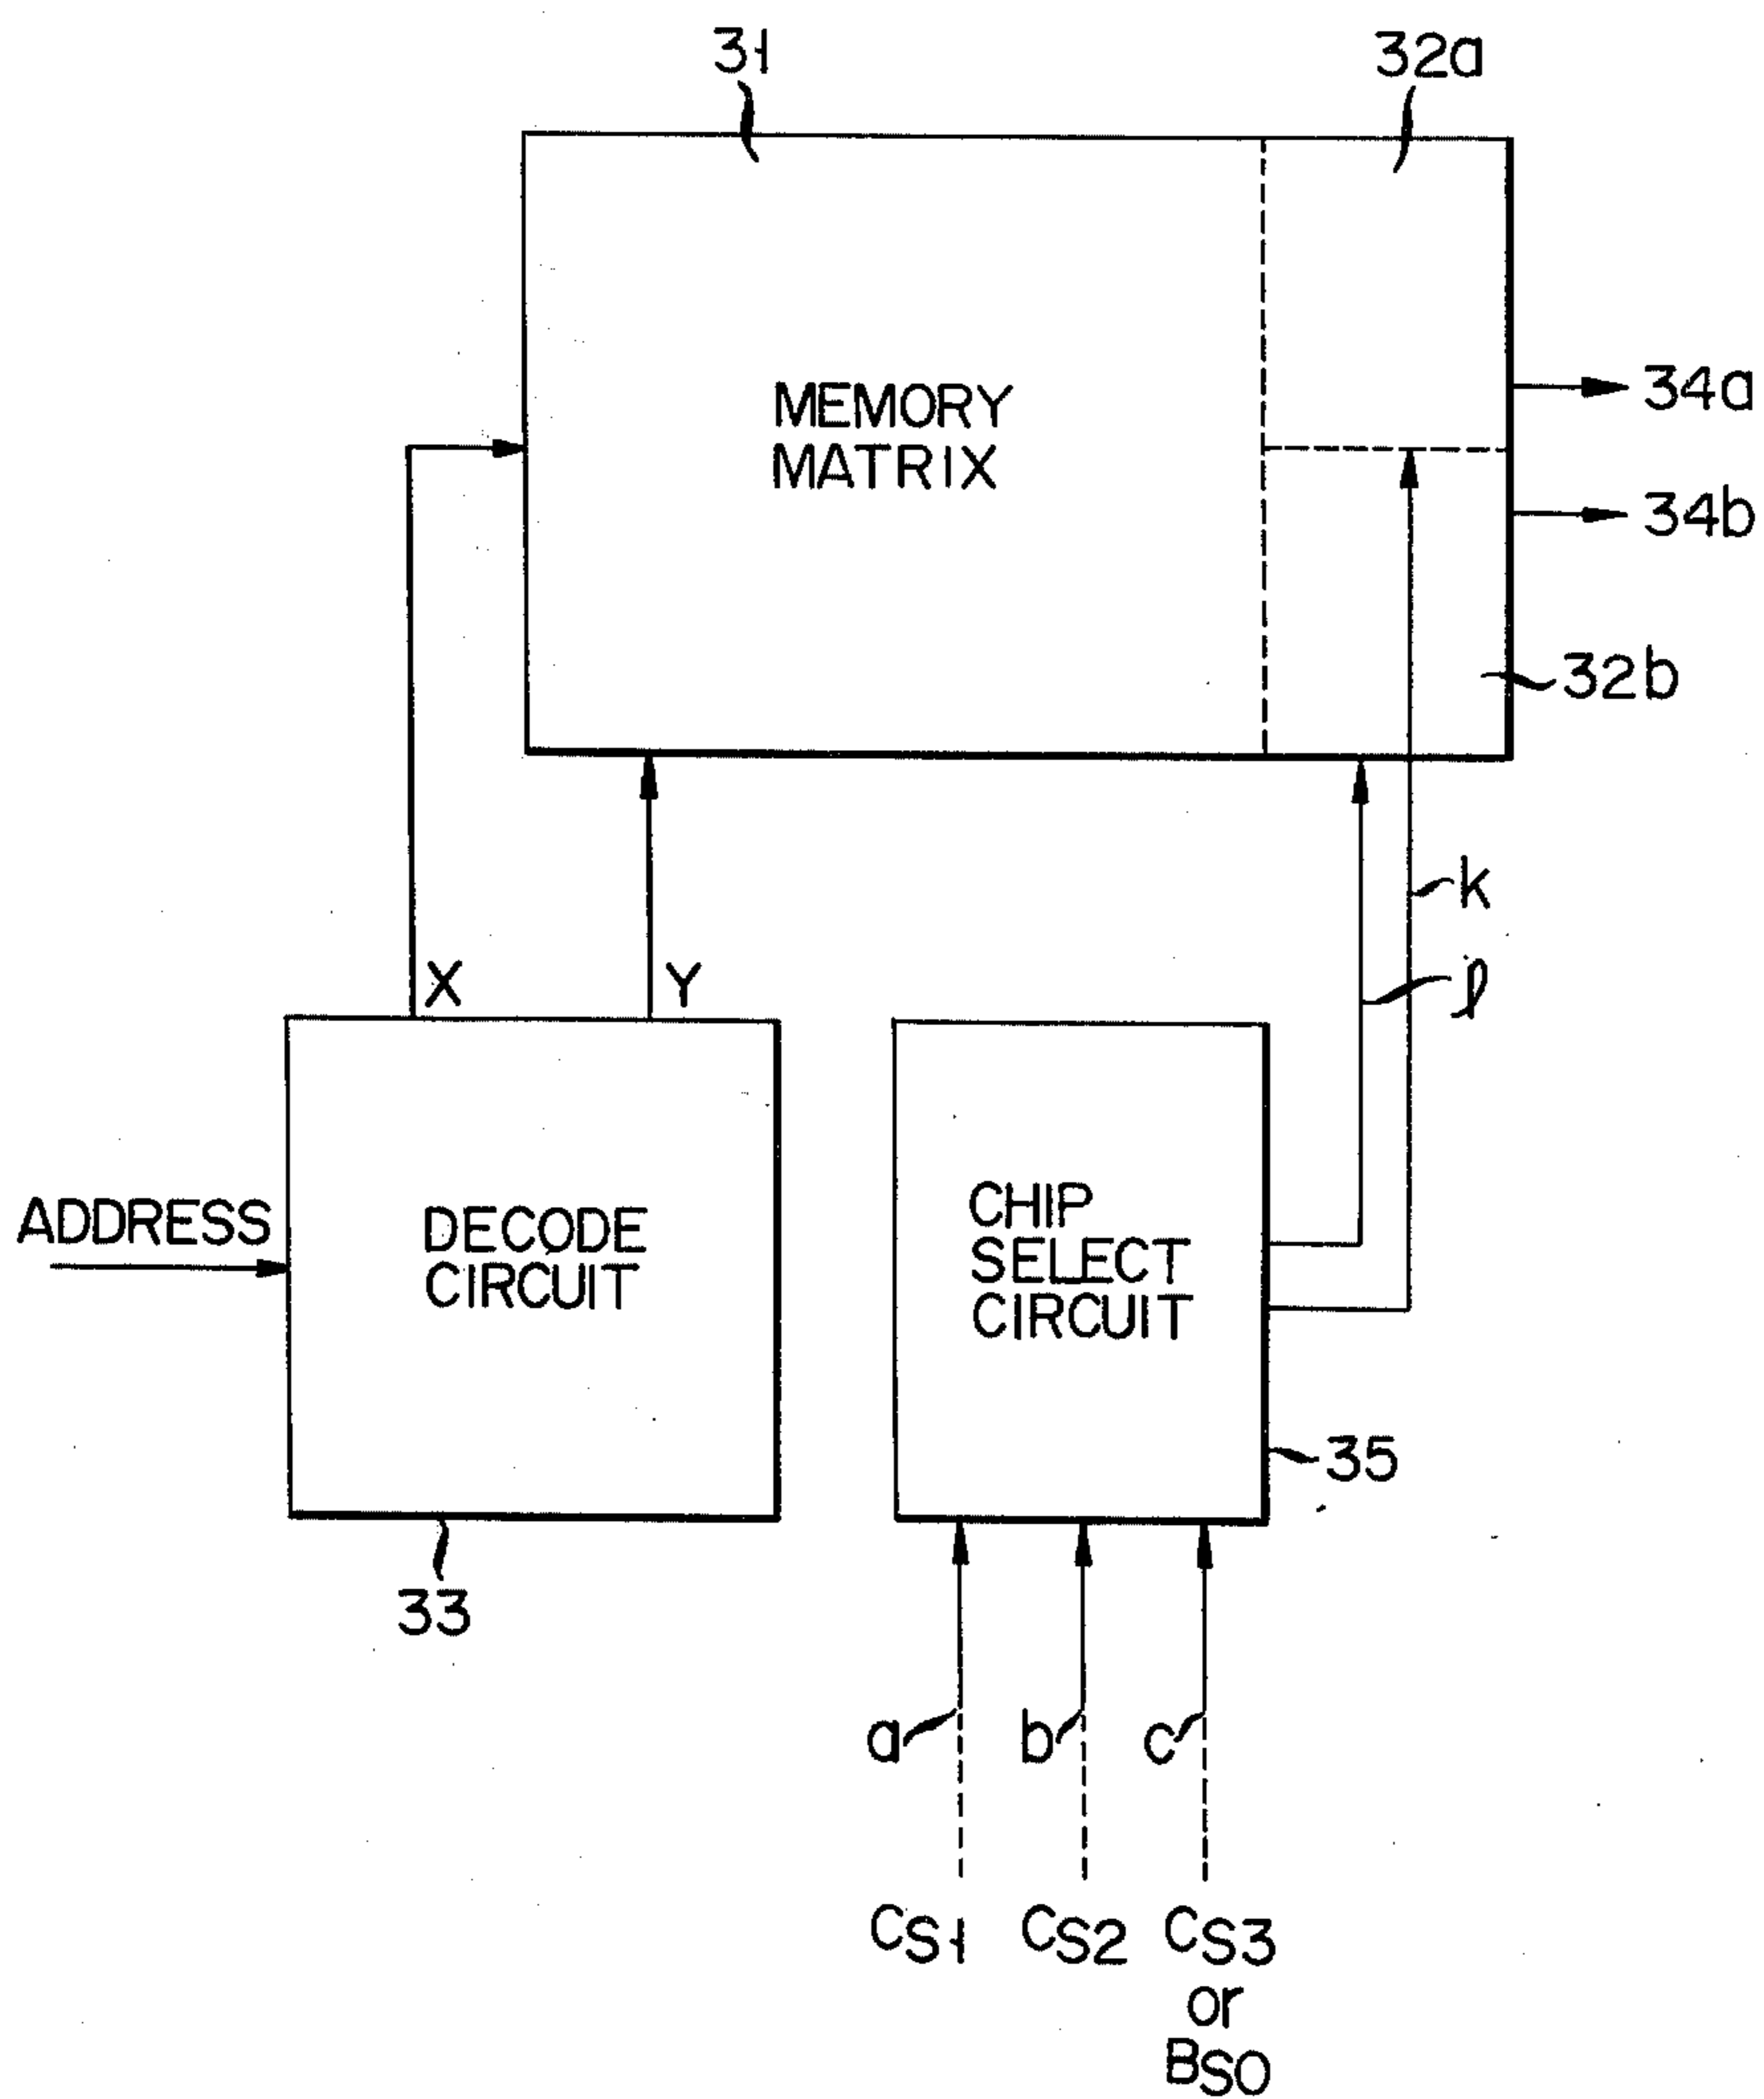 31
32a
MEMORY
MATRIX
34a
34b
32b
k
l
X
Y
ADDRESS
DECODE
CIRCUIT
CHIP
SELECT
CIRCUIT
35
33
a
b
c
CS1
CS2
CS3
or
BS0